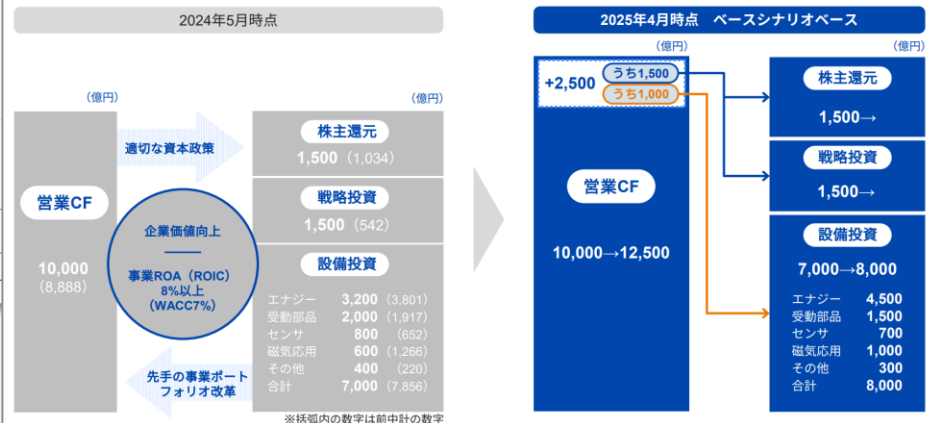 2024年5月時点
(億円)
(億円)
営業CF
10,000
(8,888)
適切な資本政策
企業価値向上
事業ROA（ROIC）
8%以上
（WACC7%）
先手の事業ポート
フォリオ改革
株主還元
1,500（1,034）
戦略投資
1,500（542）
設備投資
エナジー 3,200 (3,801)
受動部品 2,000 (1,917)
センサ 800 (652)
磁気応用 600 (1,266)
その他 400 (220)
合計 7,000 (7,856)
※括弧内の数字は前中計の数字
2025年4月時点 ベースシナリオベース
(億円)
(億円)
+2,500
うち1,500
うち1,000
営業CF
10,000→12,500
株主還元
1,500→
戦略投資
1,500→
設備投資
7,000→8,000
エナジー 4,500
受動部品 1,500
センサ 700
磁気応用 1,000
その他 300
合計 8,000